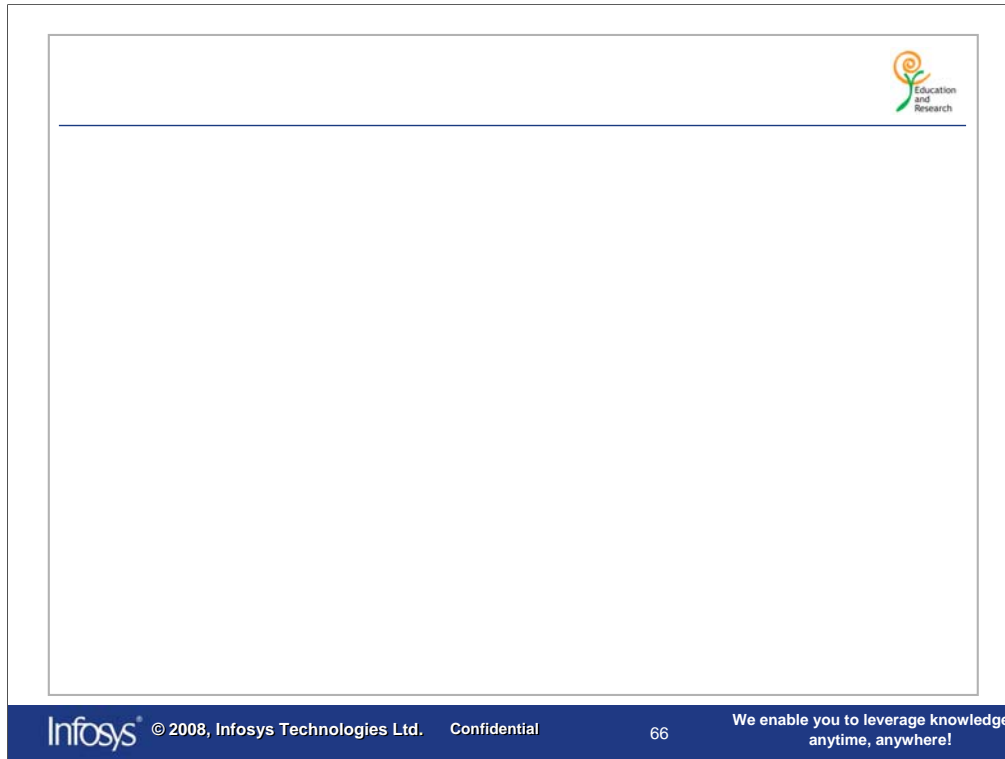 Education
and
Research
Infosys® © 2008, Infosys Technologies Ltd. Confidential 66 We enable you to leverage knowledge
anytime, anywhere!